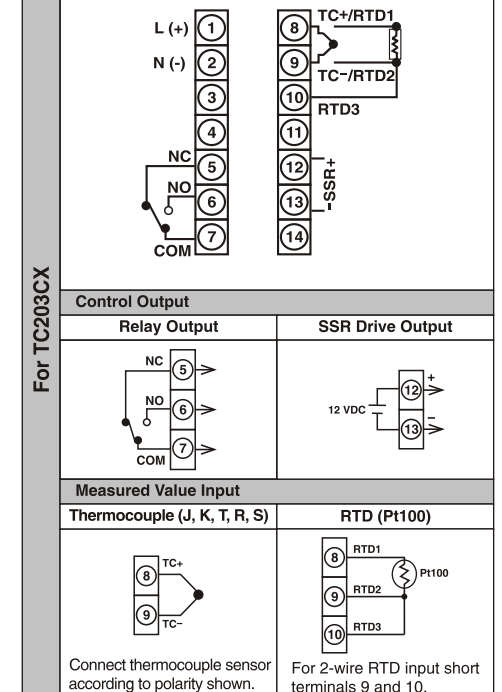 For TC203CX
L (+) 1
N (-) 2
3
4
NC 5
NO 6
COM 7
8 TC+/RTD1
9 TC-/RTD2
10 RTD3
11
12
13
-SSR+
14
Control Output
Relay Output
NC 5
NO 6
COM 7
SSR Drive Output
12 VDC
12 +
13 -
Measured Value Input
Thermocouple (J, K, T, R, S)
8 TC+
9 TC-
Connect thermocouple sensor
according to polarity shown.
RTD (Pt100)
8 RTD1
Pt100
9 RTD2
10 RTD3
For 2-wire RTD input short
terminals 9 and 10.